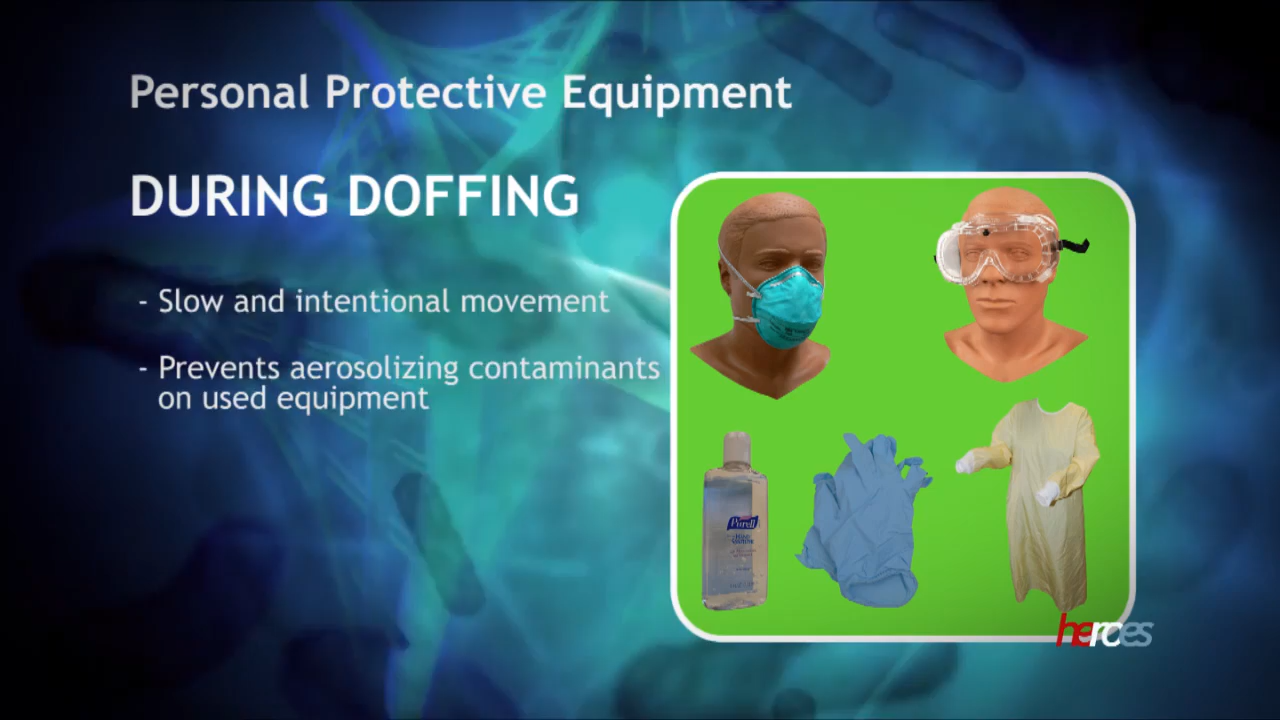 Personal Protective Equipment
DURING DOFFING
- Slow and intentional movement
- Prevents aerosolizing contaminants
on used equipment
Purell
heroes